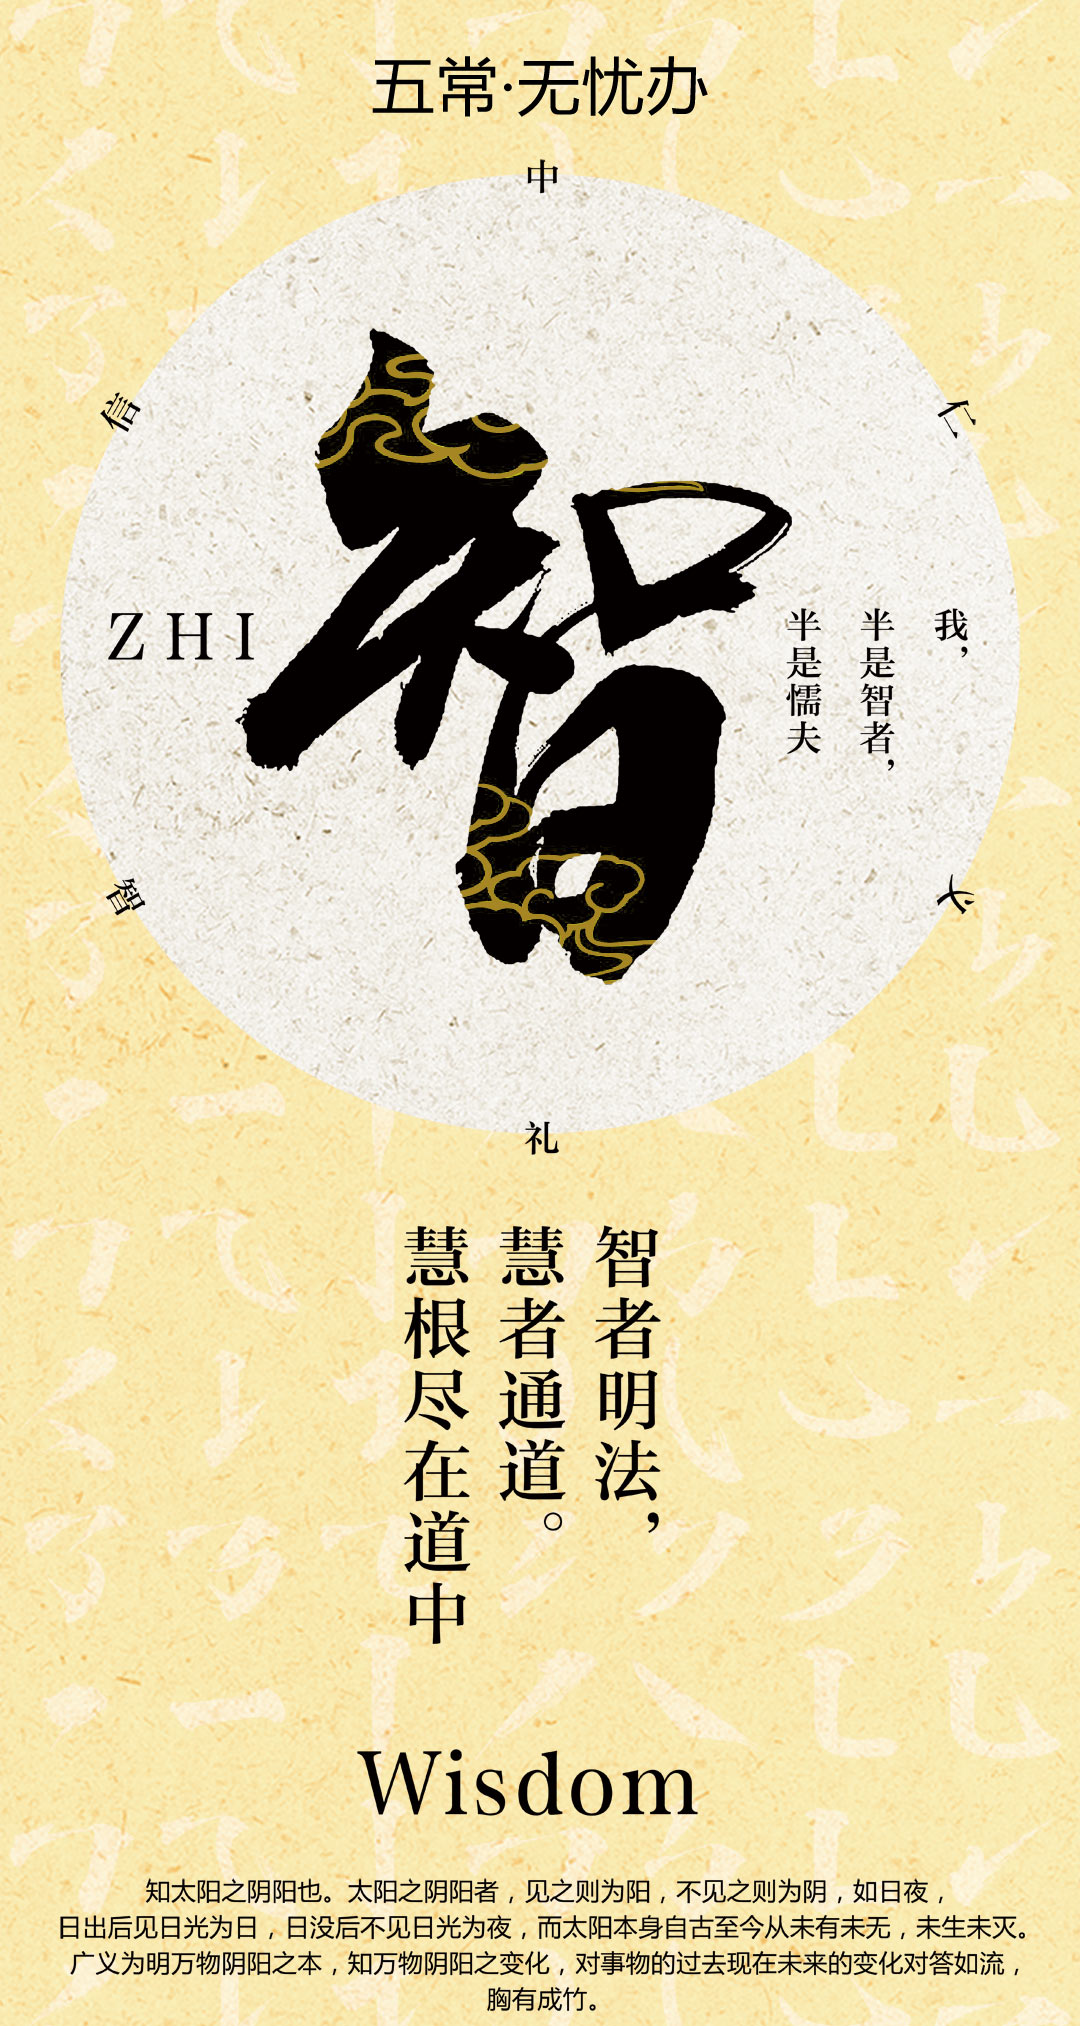 五常·无忧办
中
仁
义
礼
智
信
智
ZHI
我，
半是智者，
半是懦夫
智者明法，
慧者通道。
慧根尽在道中
Wisdom
知太阳之阴阳也。太阳之阴阳者，见之则为阳，不见之则为阴，如日夜，
日出后见日光为日，日没后不见日光为夜，而太阳本身自古至今从未有未无，未生未灭。
广义为明万物阴阳之本，知万物阴阳之变化，对事物的过去现在未来的变化对答如流，
胸有成竹。